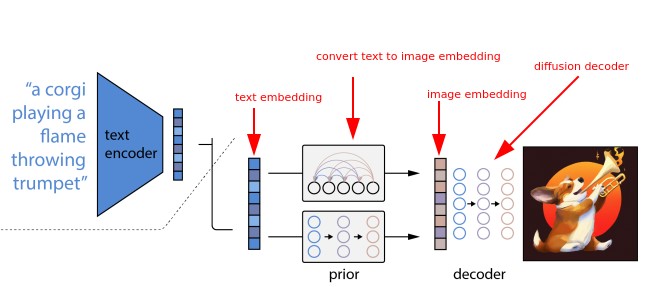 convert text to image embedding
diffusion decoder
text embedding
image embedding
“a corgi
playing a
flame
throwing
trumpet”
text
encoder
prior
decoder